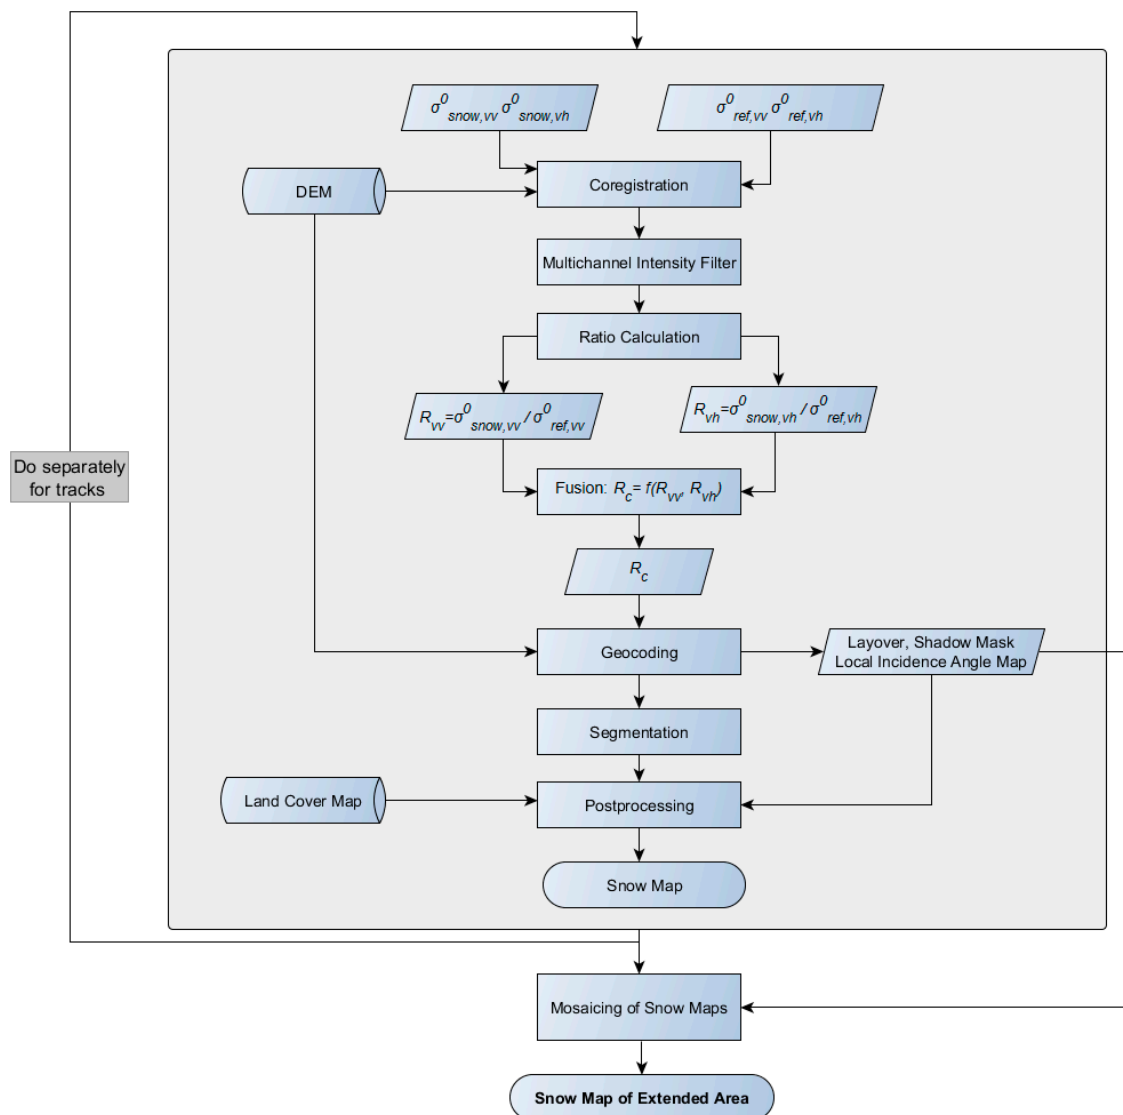 σ⁰snow,vv σ⁰snow,vh
σ⁰ref,vv σ⁰ref,vh
Coregistration
DEM
Multichannel Intensity Filter
Ratio Calculation
Rvv=σ⁰snow,vv / σ⁰ref,vv
Rvh=σ⁰snow,vh / σ⁰ref,vh
Do separately
for tracks
Fusion: Rc= f(Rvv, Rvh)
Rc
Geocoding
Layover, Shadow Mask
Local Incidence Angle Map
Segmentation
Land Cover Map
Postprocessing
Snow Map
Mosaicing of Snow Maps
Snow Map of Extended Area